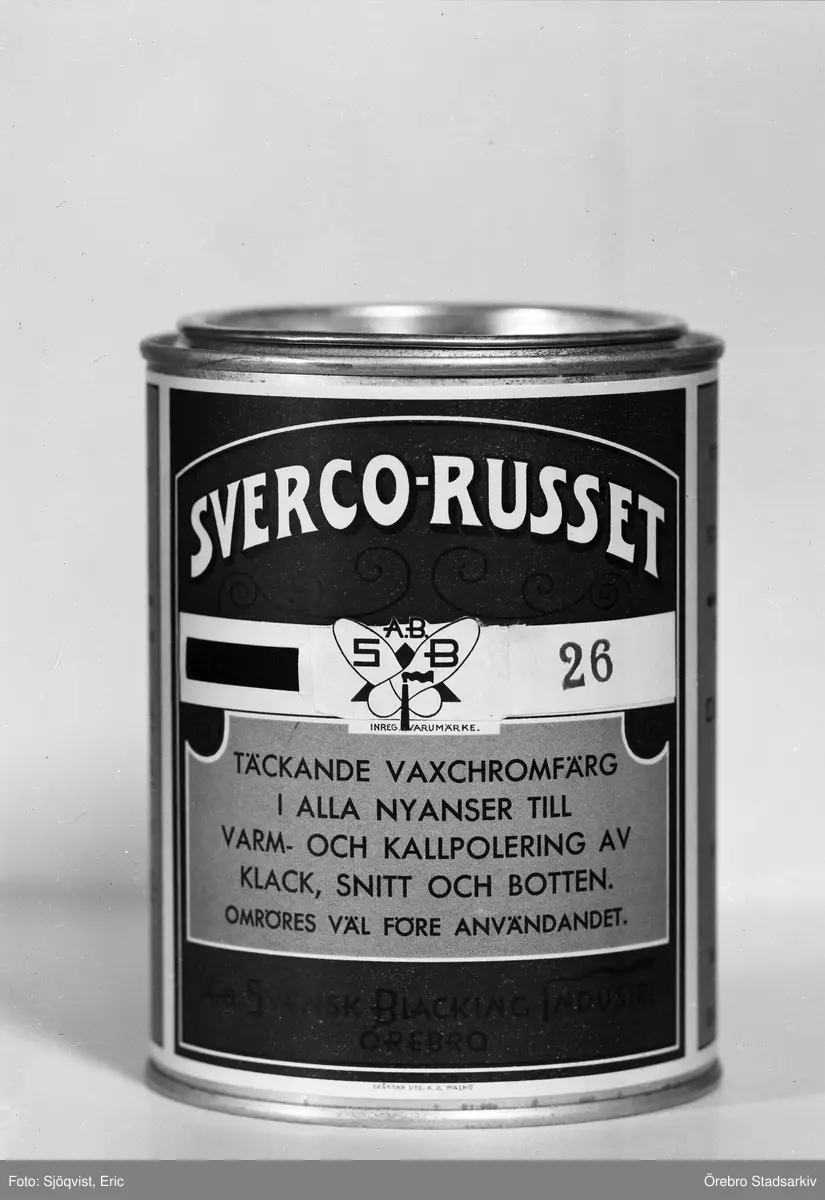 SVERCO-RUSSET
A.B.
S B
26
INREG. VARUMÄRKE.
TÄCKANDE VAXCHROMFÄRG
I ALLA NYANSER TILL
VARM- OCH KALLPOLERING AV
KLACK, SNITT OCH BOTTEN.
OMRÖRES VÄL FÖRE ANVÄNDANDET.
A.B. SVENSK BLACKING INDUSTRI
ÖREBRO
Foto: Sjöqvist, Eric
Örebro Stadsarkiv